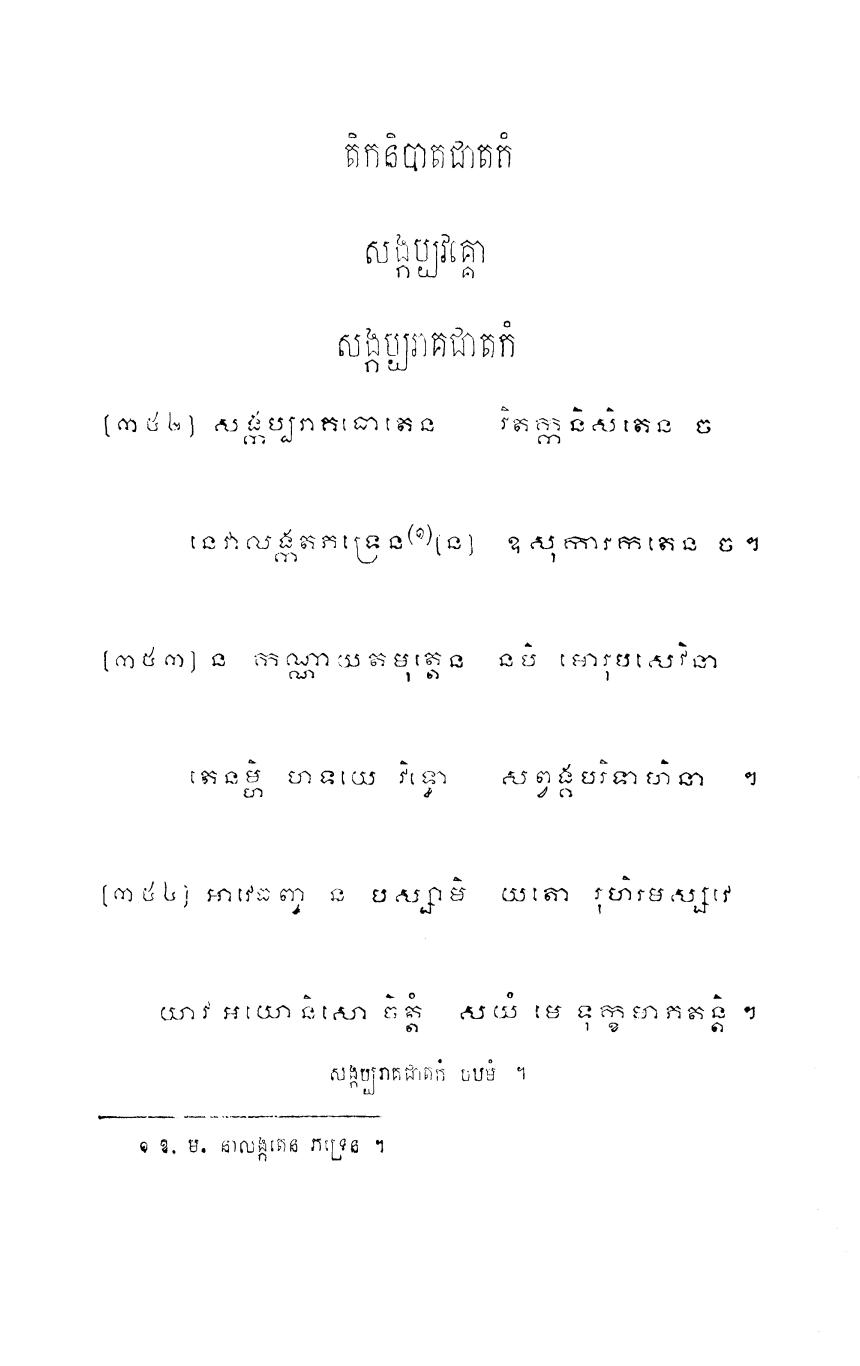 តិកនិបាតជាតកំ
សង្កប្បវគ្គោ
សង្កប្បរាគជាតកំ
[៣៥២] សង្កប្បរាគធោតេន វិតក្កនិសិតេន ច
នេវាលង្កតភទ្រេន(១)[ន] ឧសុការកតេន ច។
[៣៥៣] ន កណ្ណាយតមុត្តេន នបិ មោរុបសេវិនា
តេនម្ហិ ហទយេ វិទ្ធោ សព្វង្គបរិទាហិនា ។
[៣៥៤] អាវេធញ្ច ន បស្សាមិ យតោ រុហិរមស្សវេ
យាវ អយោនិសោ ចិត្តំ សយំ មេ ទុក្ខមាភតន្តិ ។
សង្កប្បរាគជាតកំ បឋមំ ។
១ ឱ. ម. នាលង្កតេន ភទ្រេន ។